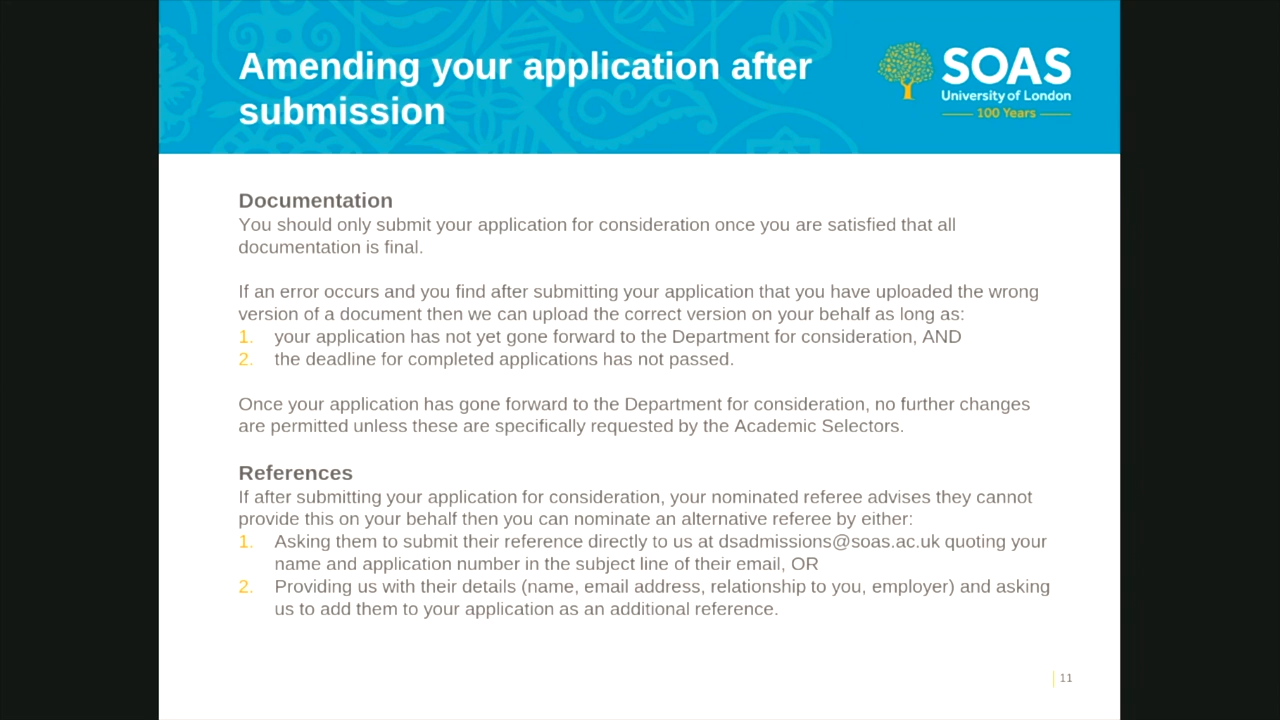 Amending your application after
submission
SOAS
University of London
100 Years
Documentation
You should only submit your application for consideration once you are satisfied that all
documentation is final.
If an error occurs and you find after submitting your application that you have uploaded the wrong
version of a document then we can upload the correct version on your behalf as long as:
1. your application has not yet gone forward to the Department for consideration, AND
2. the deadline for completed applications has not passed.
Once your application has gone forward to the Department for consideration, no further changes
are permitted unless these are specifically requested by the Academic Selectors.
References
If after submitting your application for consideration, your nominated referee advises they cannot
provide this on your behalf then you can nominate an alternative referee by either:
1. Asking them to submit their reference directly to us at dsadmissions@soas.ac.uk quoting your
name and application number in the subject line of their email, OR
2. Providing us with their details (name, email address, relationship to you, employer) and asking
us to add them to your application as an additional reference.
11